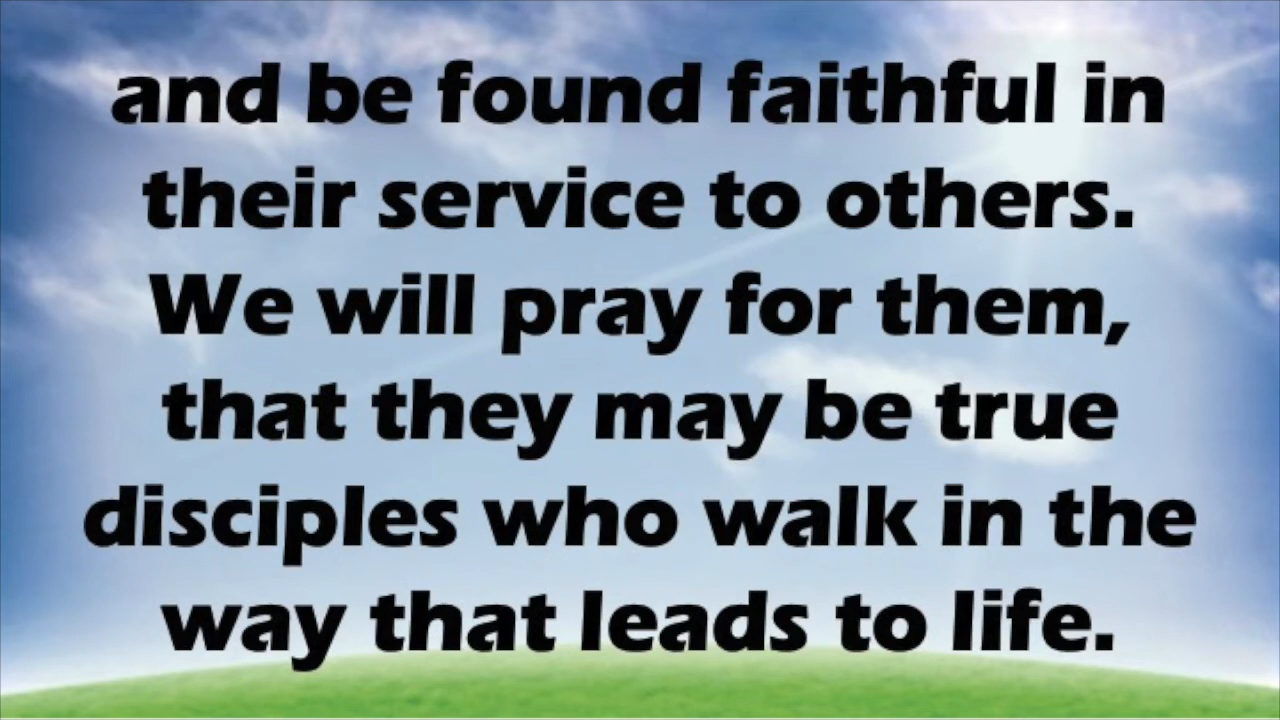 and be found faithful in
their service to others.
We will pray for them,
that they may be true
disciples who walk in the
way that leads to life.